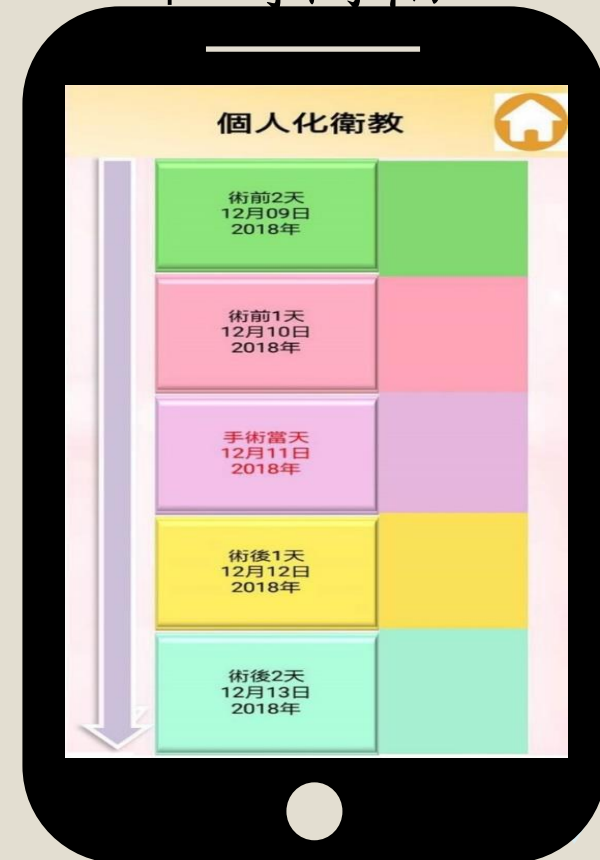 個人化衛教
術前2天
12月09日
2018年
術前1天
12月10日
2018年
手術當天
12月11日
2018年
術後1天
12月12日
2018年
術後2天
12月13日
2018年